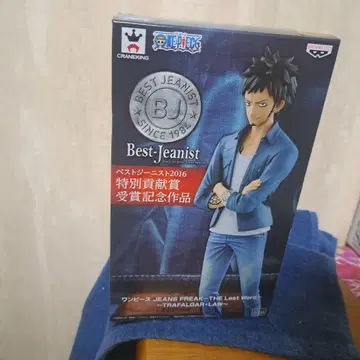 CRANEKING
ONE PIECE
BANPRESTO
BEST JEANIST
BJ
SINCE 1984
Best-Jeanist
ベストジーニスト2016
特別貢献賞
受賞記念作品
ワンピース JEANS FREAK-THE Last Word-
～TRAFALGAR・LAW～